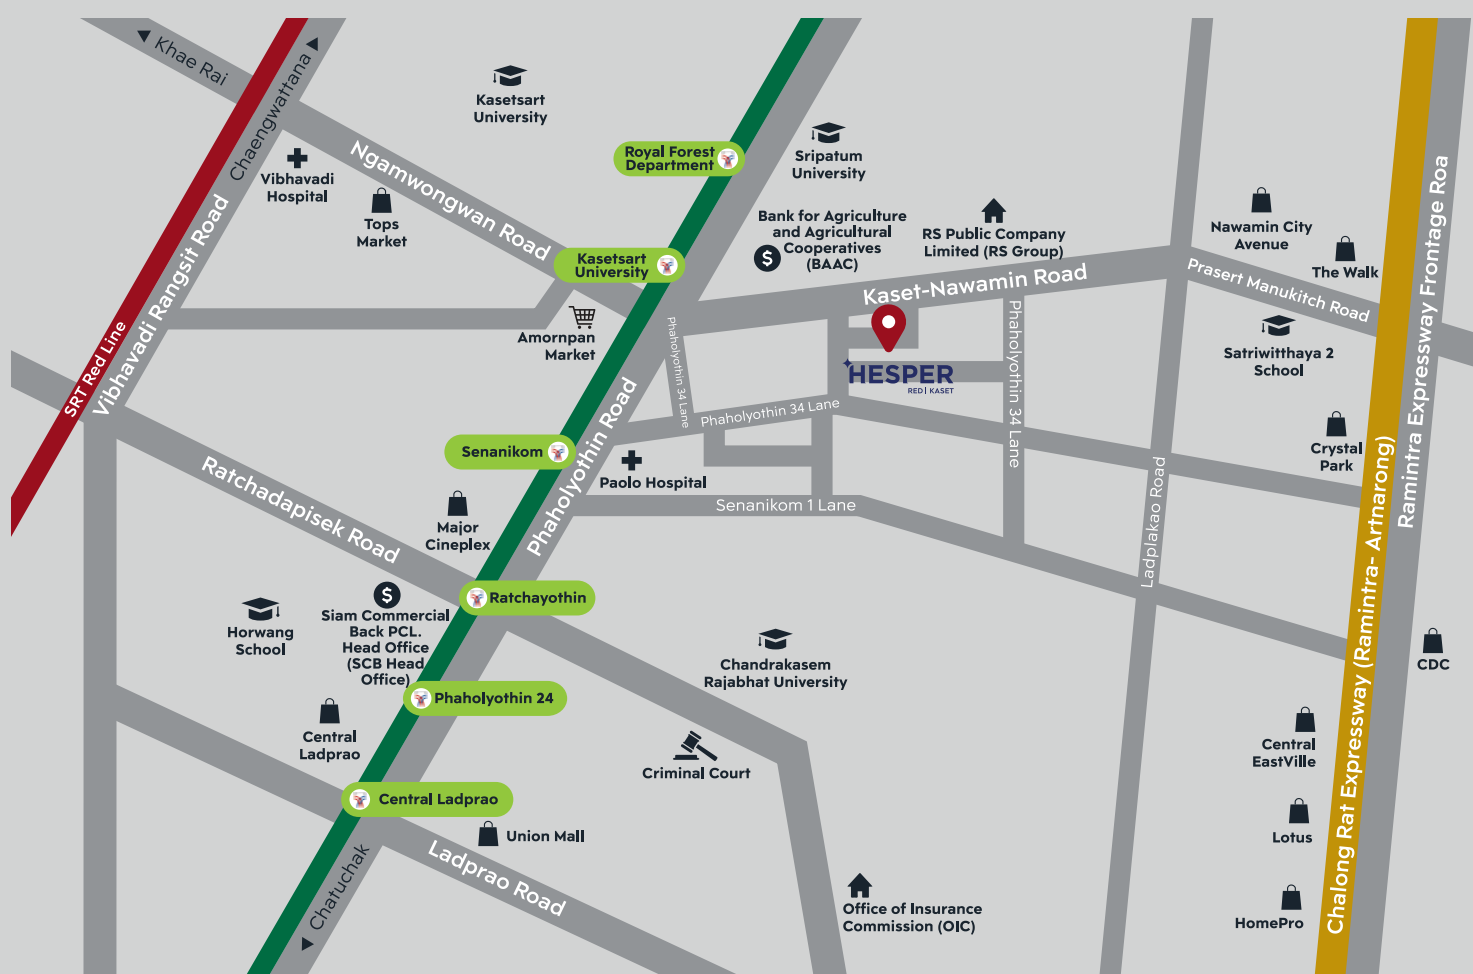 Khae Rai
Chaengwattana
Kasetsart
University
Royal Forest
Department
Sripatum
University
Ngamwongwan Road
Vibhavadi
Hospital
Tops
Market
Vibhavadi Rangsit Road
SRT Red Line
Kasetsart
University
Bank for Agriculture
and Agricultural
Cooperatives
(BAAC)
RS Public Company
Limited (RS Group)
Nawamin City
Avenue
The Walk
Kaset-Nawamin Road
Prasert Manukitch Road
Ramintra Expressway Frontage Roa
Amornpan
Market
Phaholyothin 34 Lane
Phaholyothin 34 Lane
Phaholyothin 34 Lane
HESPER
RED | KASET
Satriwitthaya 2
School
Crystal
Park
Senanikom
Phaholyothin Road
Paolo Hospital
Senanikom 1 Lane
Ladplakao Road
Ratchadapisek Road
Major
Cineplex
Ratchayothin
Horwang
School
Siam Commercial
Back PCL.
Head Office
(SCB Head
Office)
Chandrakasem
Rajabhat University
CDC
Phaholyothin 24
Central
Ladprao
Criminal Court
Central
EastVille
Central Ladprao
Union Mall
Lotus
Ladprao Road
Chatuchak
Office of Insurance
Commission (OIC)
HomePro
Chalong Rat Expressway (Ramintra- Artnarong)